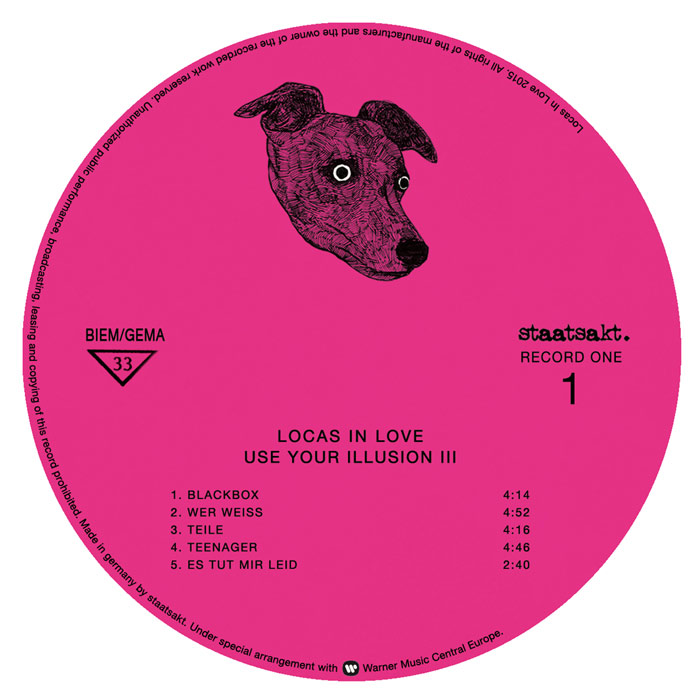 Locas In Love 2015. All rights of the manufacturers and the owner of the recorded work reserved. Unauthorized public performance, broadcasting, leasing and copying of this record prohibited. Made in germany by staatsakt. Under special arrangement with Warner Music Central Europe.
BIEM/GEMA
33
staatsakt.
RECORD ONE
1
LOCAS IN LOVE
USE YOUR ILLUSION III
1. BLACKBOX 4:14
2. WER WEISS 4:52
3. TEILE 4:16
4. TEENAGER 4:46
5. ES TUT MIR LEID 2:40